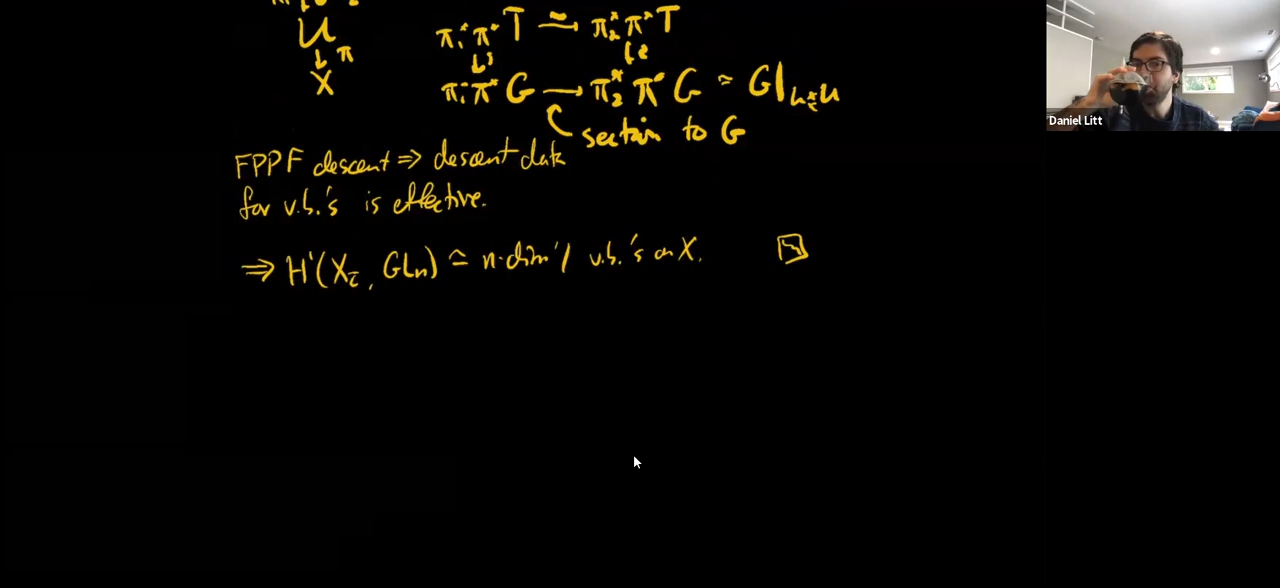 U
↓ π
X
π₁*π*T ≃ π₂*π*T
π₁*π*G → π₂*π*G ≃ G|ᵤₓᵤ
section to G
FPPF descent ⇒ descent data
for v.b.'s is effective.
⇒ H¹(X_τ, GLₙ) ≃ n-dim'l v.b.'s on X.
Daniel Litt